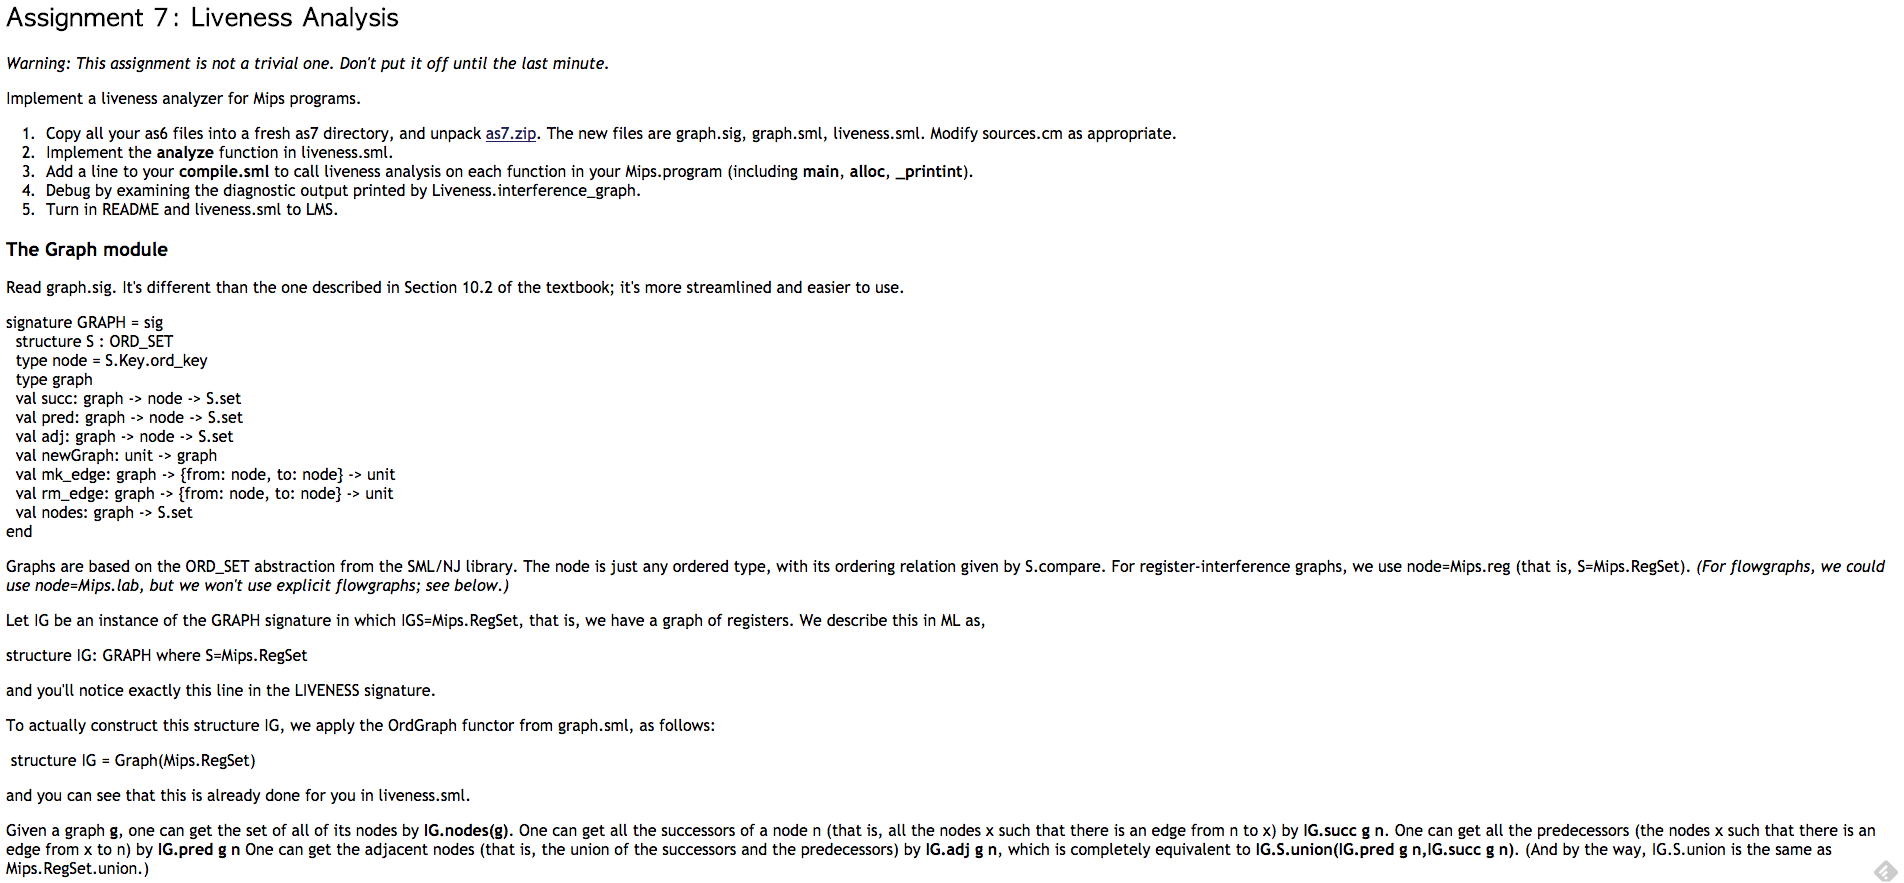 Assignment 7: Liveness Analysis
Warning: This assignment is not a trivial one. Don't put it off until the last minute.
Implement a liveness analyzer for Mips programs.
1. Copy all your as6 files into a fresh as7 directory, and unpack as7.zip. The new files are graph.sig, graph.sml, liveness.sml. Modify sources.cm as appropriate.
2. Implement the analyze function in liveness.sml.
3. Add a line to your compile.sml to call liveness analysis on each function in your Mips.program (including main, alloc, _printint).
4. Debug by examining the diagnostic output printed by Liveness.interference_graph.
5. Turn in README and liveness.sml to LMS.
The Graph module
Read graph.sig. It's different than the one described in Section 10.2 of the textbook; it's more streamlined and easier to use.
signature GRAPH = sig
structure S : ORD_SET
type node = S.Key.ord_key
type graph
val succ: graph -> node -> S.set
val pred: graph -> node -> S.set
val adj: graph -> node -> S.set
val newGraph: unit -> graph
val mk_edge: graph -> {from: node, to: node} -> unit
val rm_edge: graph -> {from: node, to: node} -> unit
val nodes: graph -> S.set
end
Graphs are based on the ORD_SET abstraction from the SML/NJ library. The node is just any ordered type, with its ordering relation given by S.compare. For register-interference graphs, we use node=Mips.reg (that is, S=Mips.RegSet). (For flowgraphs, we could
use node=Mips.lab, but we won't use explicit flowgraphs; see below.)
Let IG be an instance of the GRAPH signature in which IGS=Mips.RegSet, that is, we have a graph of registers. We describe this in ML as,
structure IG: GRAPH where S=Mips.RegSet
and you'll notice exactly this line in the LIVENESS signature.
To actually construct this structure IG, we apply the OrdGraph functor from graph.sml, as follows:
structure IG = Graph(Mips.RegSet)
and you can see that this is already done for you in liveness.sml.
Given a graph g, one can get the set of all of its nodes by IG.nodes(g). One can get all the successors of a node n (that is, all the nodes x such that there is an edge from n to x) by IG.succ g n. One can get all the predecessors (the nodes x such that there is an
edge from x to n) by IG.pred g n One can get the adjacent nodes (that is, the union of the successors and the predecessors) by IG.adj g n, which is completely equivalent to IG.S.union(IG.pred g n,IG.succ g n). (And by the way, IG.S.union is the same as
Mips.RegSet.union.)